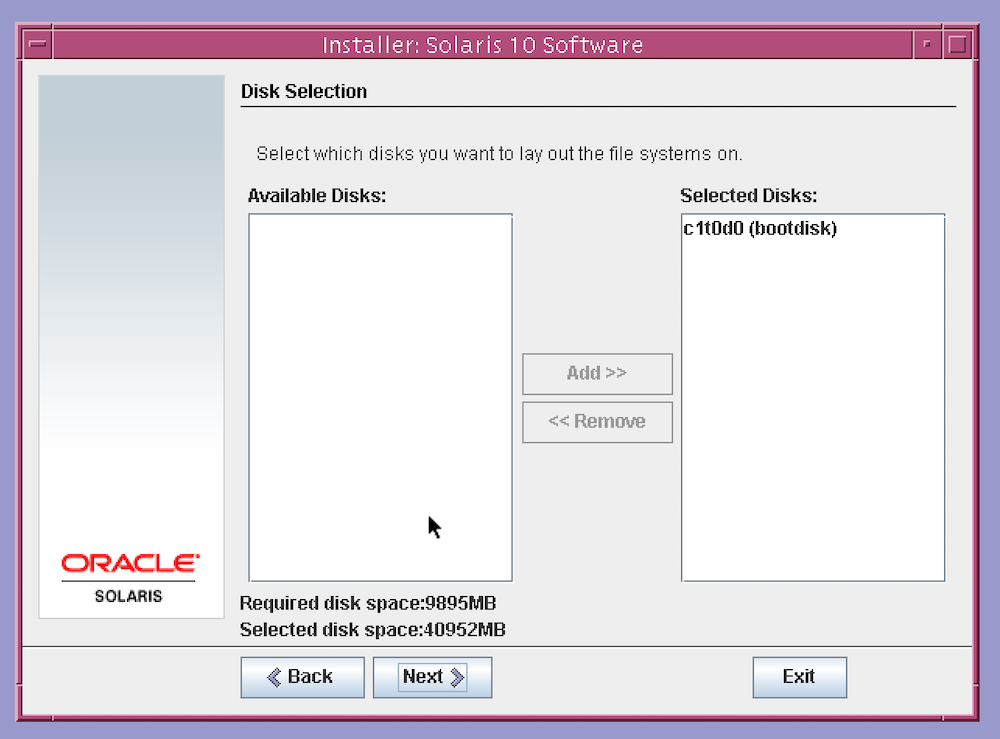 Installer: Solaris 10 Software
Disk Selection
Select which disks you want to lay out the file systems on.
Available Disks:
Selected Disks:
c1t0d0 (bootdisk)
Add >>
<< Remove
ORACLE
SOLARIS
Required disk space:9895MB
Selected disk space:40952MB
Back
Next
Exit